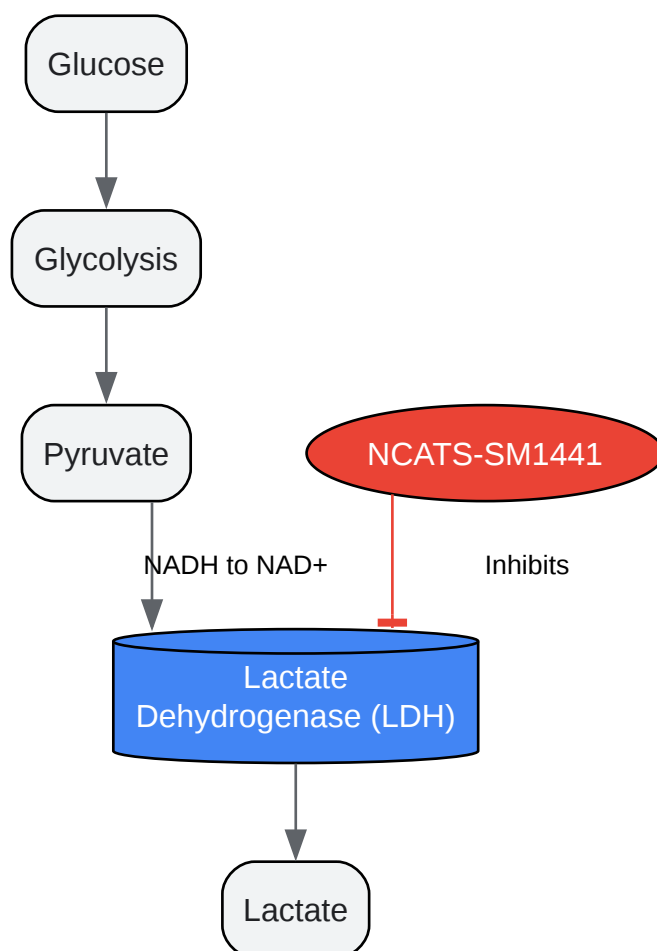 Glucose
Glycolysis
Pyruvate
NCATS-SM1441
NADH to NAD+
Inhibits
Lactate
Dehydrogenase (LDH)
Lactate